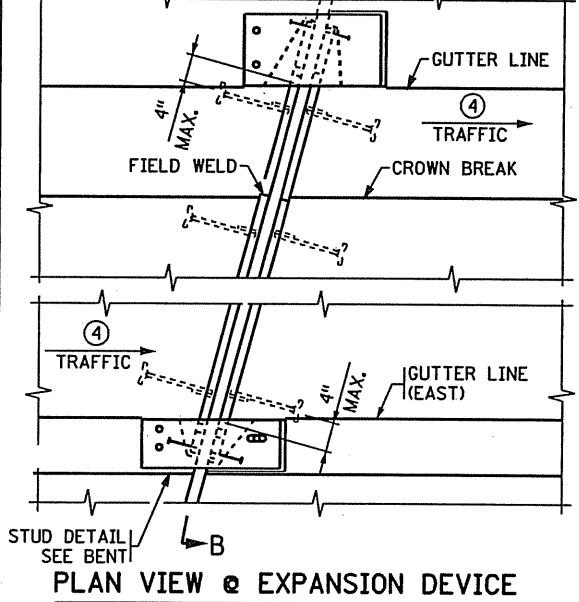 GUTTER LINE
4" MAX.
4
TRAFFIC
FIELD WELD
CROWN BREAK
4
TRAFFIC
4" MAX.
GUTTER LINE
(EAST)
STUD DETAIL
SEE BENT
B
PLAN VIEW @ EXPANSION DEVICE